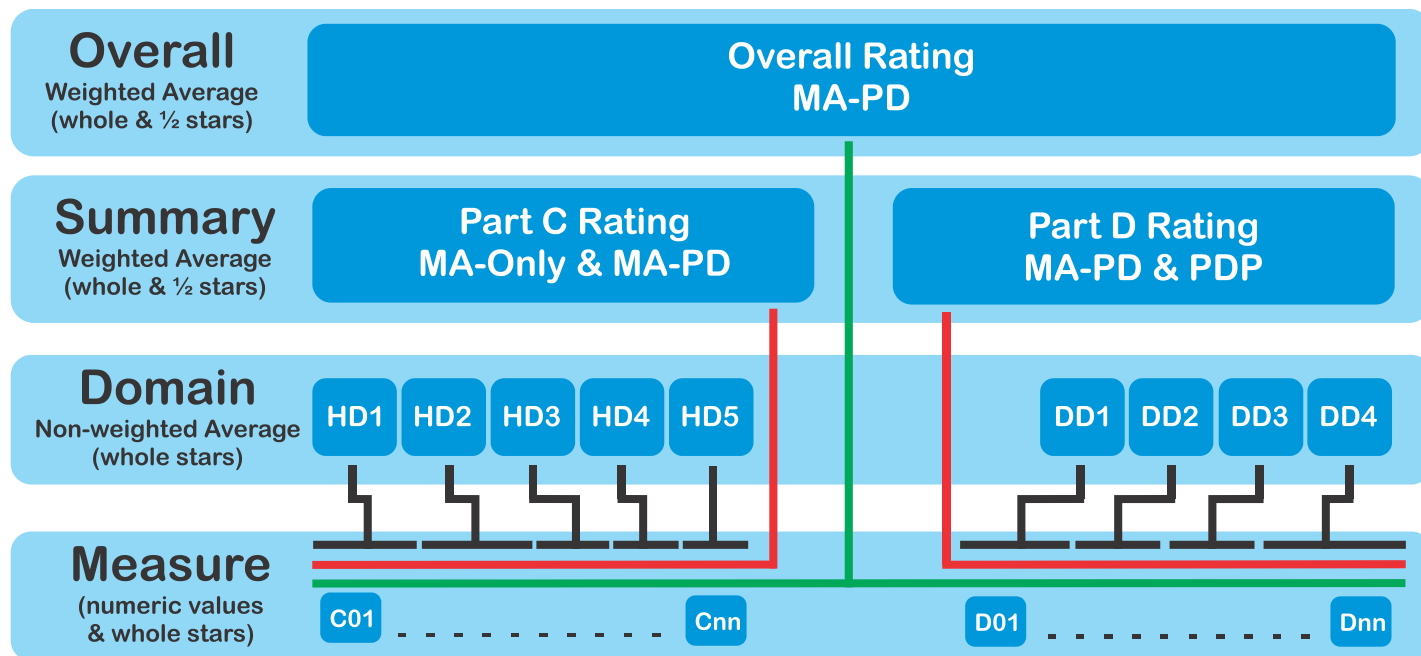 Overall
Weighted Average
(whole & ½ stars)
Overall Rating
MA-PD
Summary
Weighted Average
(whole & ½ stars)
Part C Rating
MA-Only & MA-PD
Part D Rating
MA-PD & PDP
Domain
Non-weighted Average
(whole stars)
HD1
HD2
HD3
HD4
HD5
DD1
DD2
DD3
DD4
Measure
(numeric values
& whole stars)
C01
Cnn
D01
Dnn